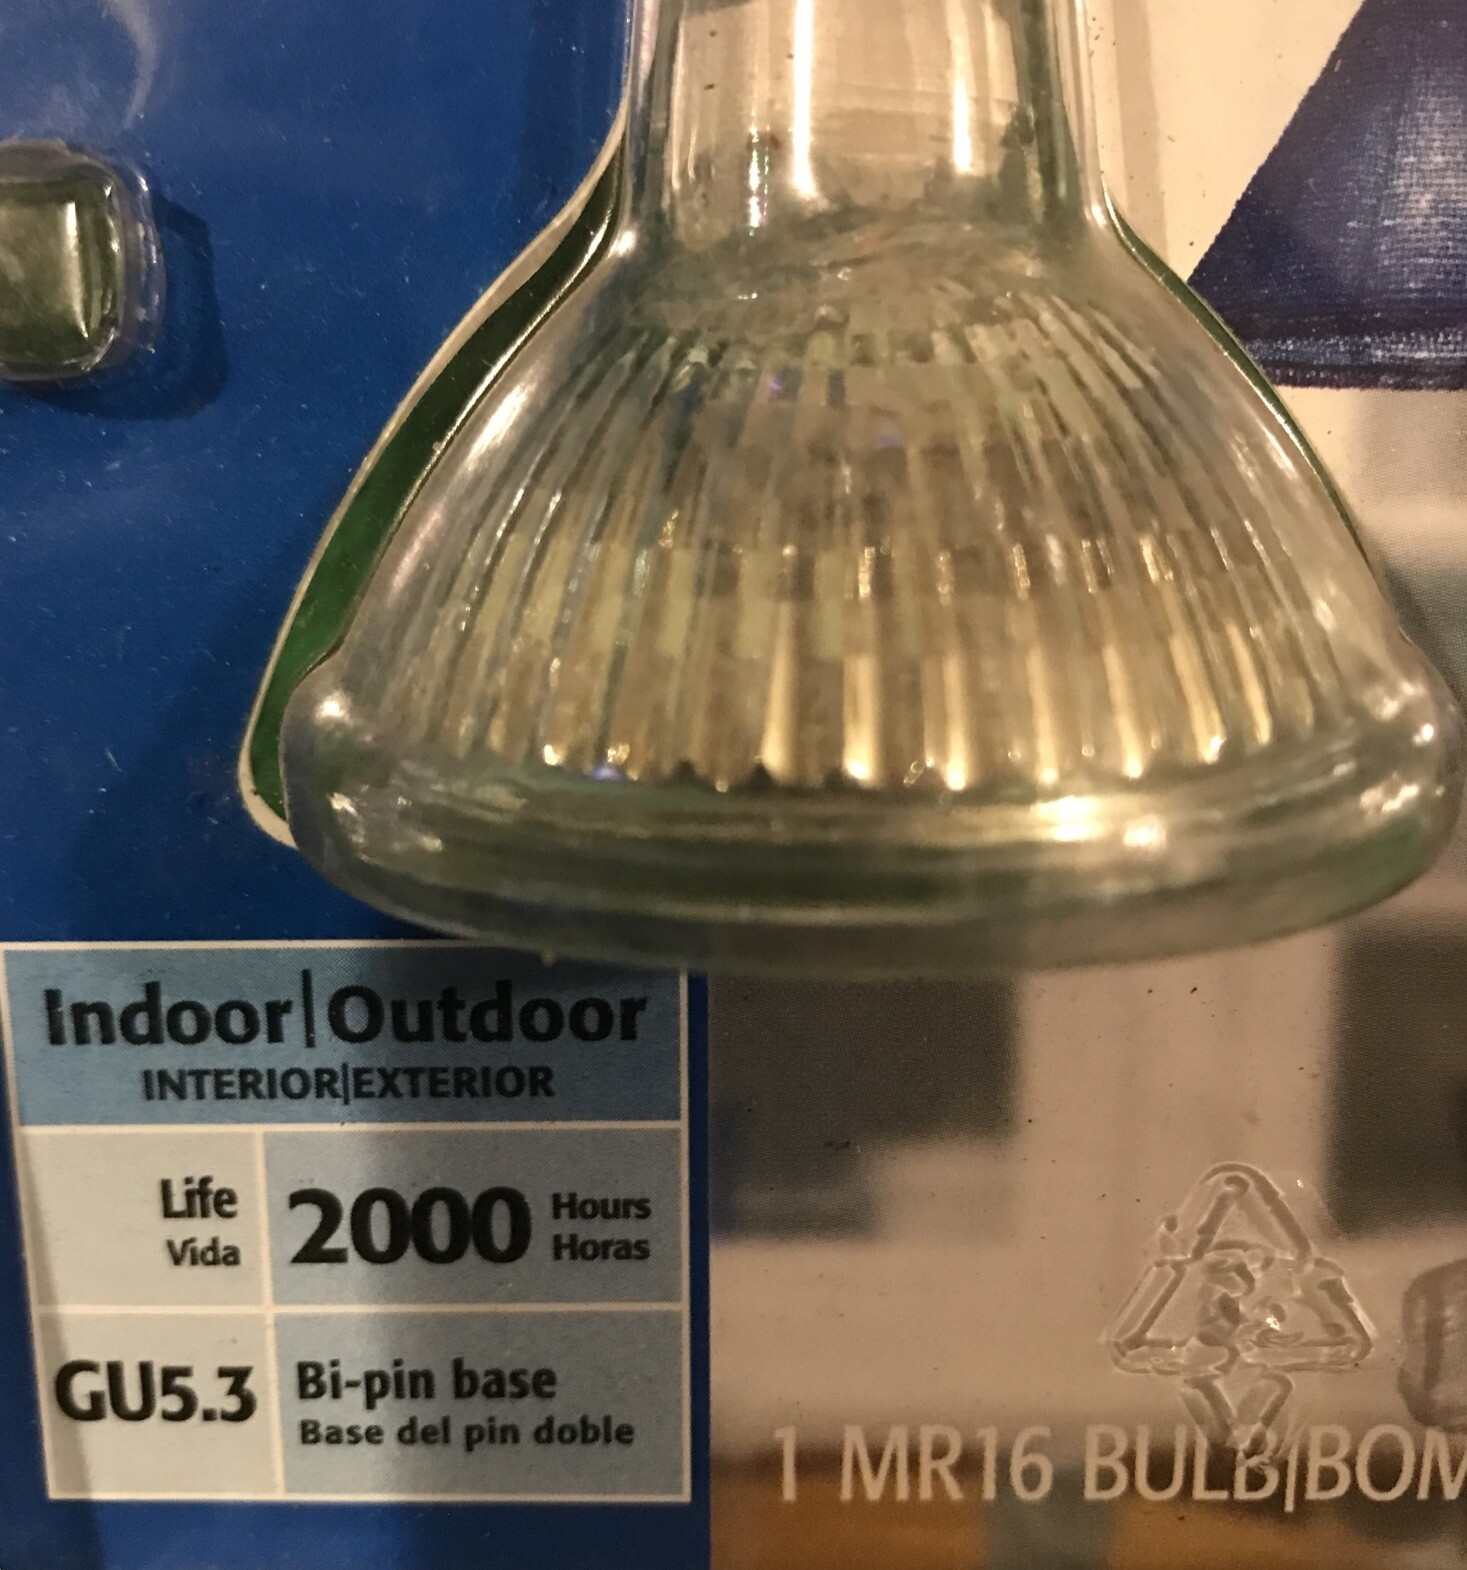 Indoor|Outdoor
INTERIOR|EXTERIOR
Life
Vida
2000
Hours
Horas
GU5.3
Bi-pin base
Base del pin doble
1 MR16 BULB|BOM